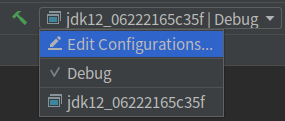 jdk12_06222165c35f | Debug
Edit Configurations...
Debug
jdk12_06222165c35f